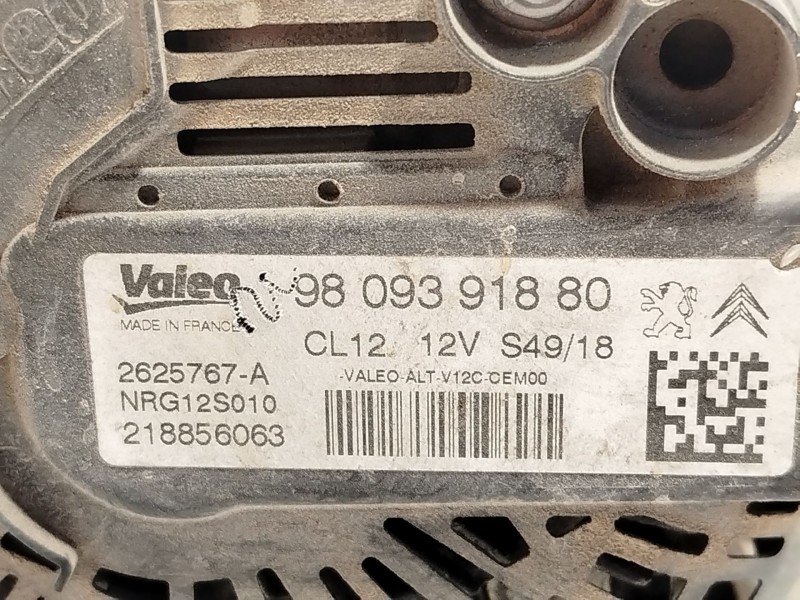 Valeo 98 093 918 80
MADE IN FRANCE
CL12 12V S49/18
2625767-A
-VALEO-ALT-V12C-CEM00
NRG12S010
218856063